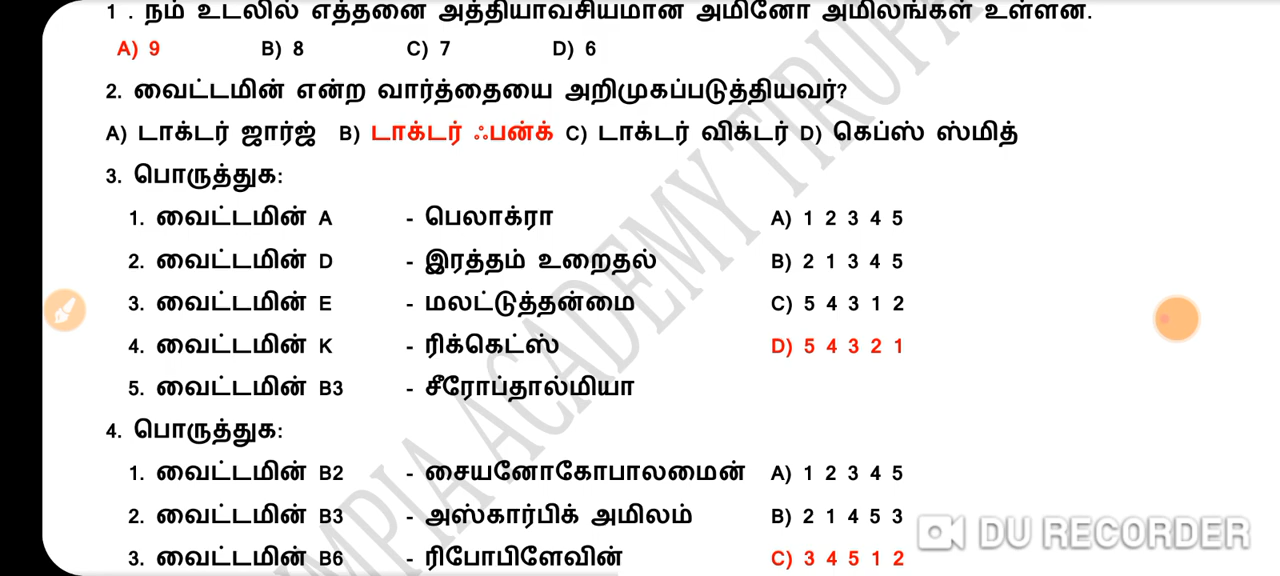 1 . நம் உடலில் எத்தனை அத்தியாவசியமான அமினோ அமிலங்கள் உள்ளன.
A) 9 B) 8 C) 7 D) 6
2. வைட்டமின் என்ற வார்த்தையை அறிமுகப்படுத்தியவர்?
A) டாக்டர் ஜார்ஜ் B) டாக்டர் ஃபன்க் C) டாக்டர் விக்டர் D) கெப்ஸ் ஸ்மித்
3. பொருத்துக:
1. வைட்டமின் A - பெலாக்ரா A) 1 2 3 4 5
2. வைட்டமின் D - இரத்தம் உறைதல் B) 2 1 3 4 5
3. வைட்டமின் E - மலட்டுத்தன்மை C) 5 4 3 1 2
4. வைட்டமின் K - ரிக்கெட்ஸ் D) 5 4 3 2 1
5. வைட்டமின் B3 - சீரோப்தால்மியா
4. பொருத்துக:
1. வைட்டமின் B2 - சையனோகோபாலமைன் A) 1 2 3 4 5
2. வைட்டமின் B3 - அஸ்கார்பிக் அமிலம் B) 2 1 4 5 3
3. வைட்டமின் B6 - ரிபோபிளேவின் C) 3 4 5 1 2
DU RECORDER
ACADEMY